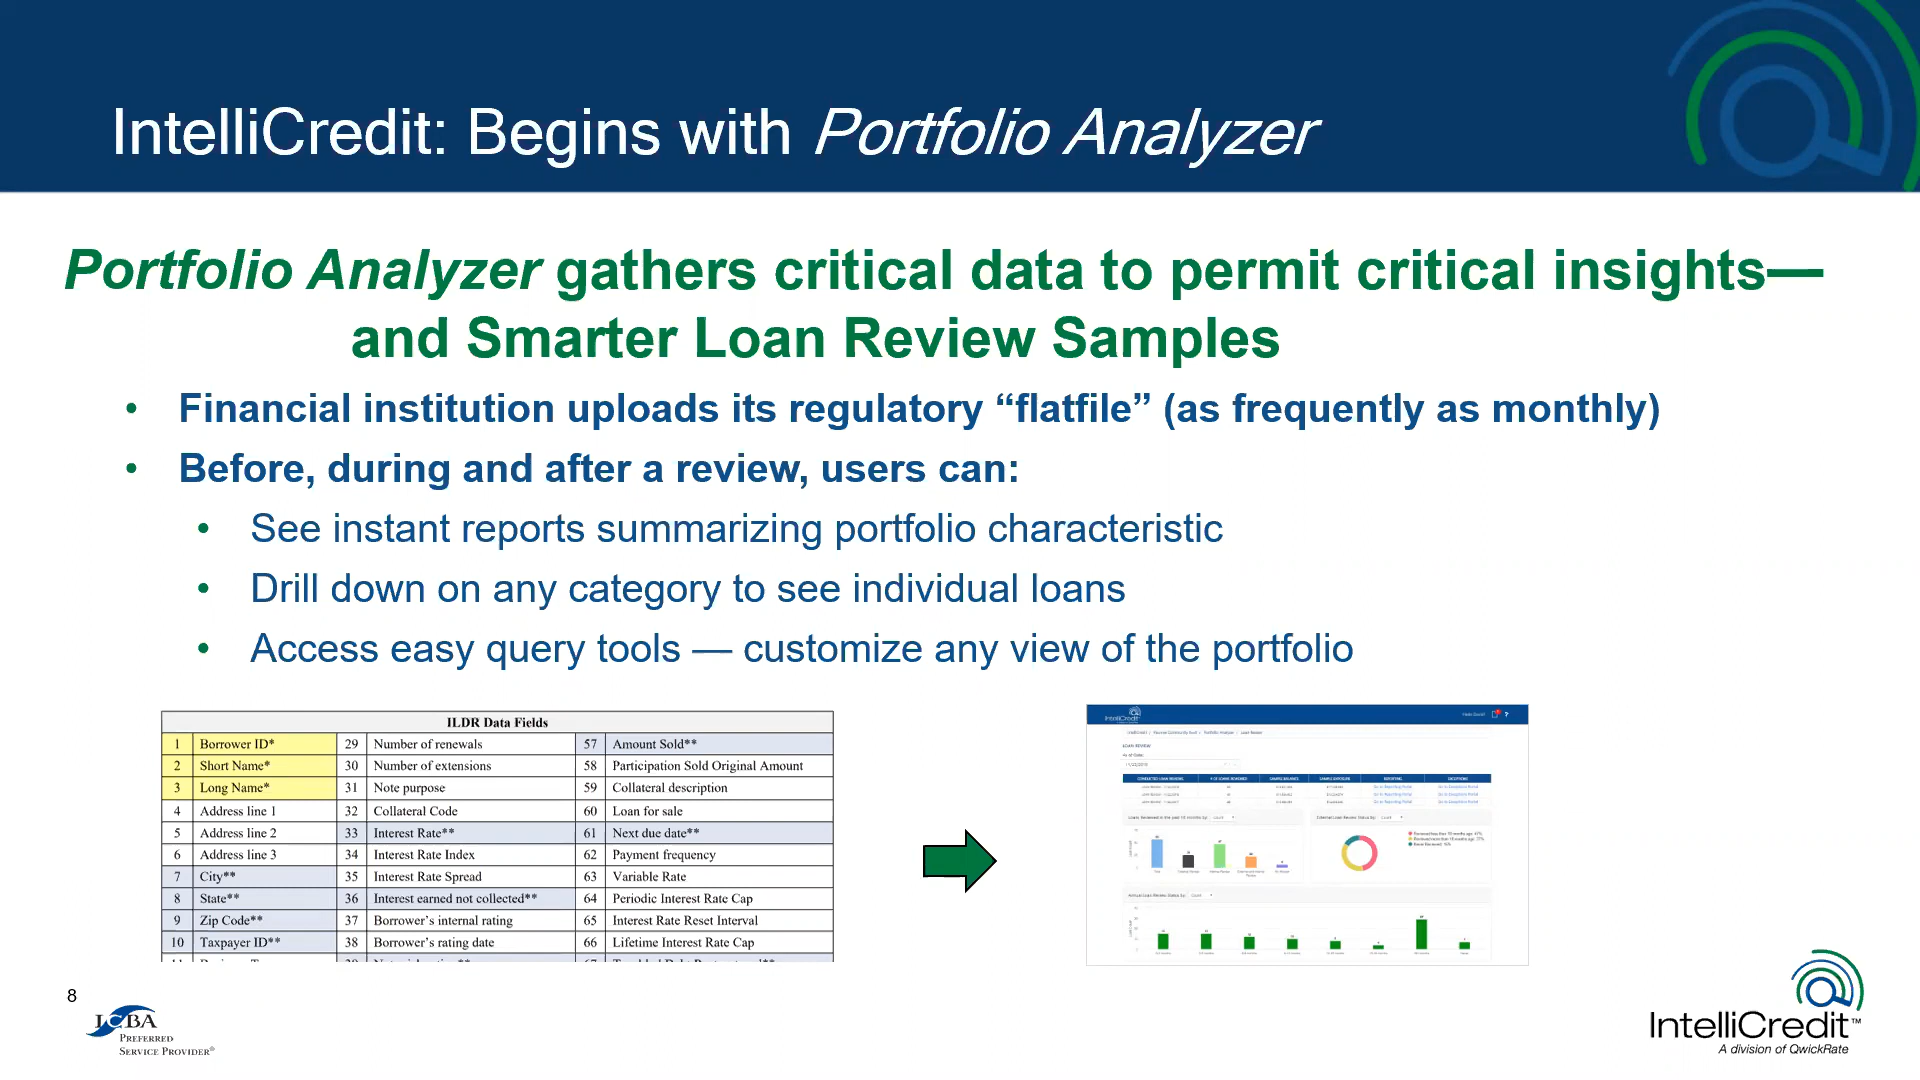 IntelliCredit: Begins with Portfolio Analyzer
Portfolio Analyzer gathers critical data to permit critical insights—
and Smarter Loan Review Samples
• Financial institution uploads its regulatory “flatfile” (as frequently as monthly)
• Before, during and after a review, users can:
• See instant reports summarizing portfolio characteristic
• Drill down on any category to see individual loans
• Access easy query tools — customize any view of the portfolio
ILDR Data Fields
1 Borrower ID* 29 Number of renewals 57 Amount Sold**
2 Short Name* 30 Number of extensions 58 Participation Sold Original Amount
3 Long Name* 31 Note purpose 59 Collateral description
4 Address line 1 32 Collateral Code 60 Loan for sale
5 Address line 2 33 Interest Rate** 61 Next due date**
6 Address line 3 34 Interest Rate Index 62 Payment frequency
7 City** 35 Interest Rate Spread 63 Variable Rate
8 State** 36 Interest earned not collected** 64 Periodic Interest Rate Cap
9 Zip Code** 37 Borrower’s internal rating 65 Interest Rate Reset Interval
10 Taxpayer ID** 38 Borrower’s rating date 66 Lifetime Interest Rate Cap
IntelliCredit
LOAN REVIEW
8
ICBA
PREFERRED
SERVICE PROVIDER®
IntelliCredit™
A division of QwickRate